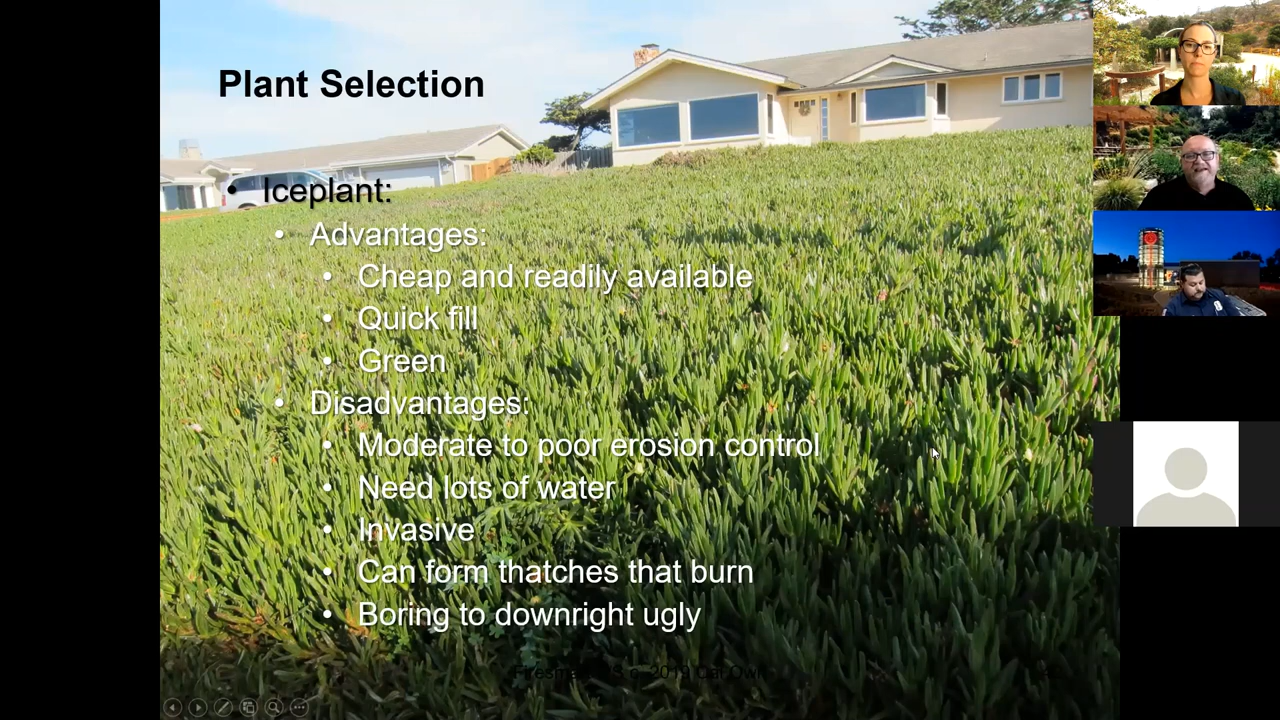 Plant Selection
• Iceplant:
• Advantages:
• Cheap and readily available
• Quick fill
• Green
• Disadvantages:
• Moderate to poor erosion control
• Need lots of water
• Invasive
• Can form thatches that burn
• Boring to downright ugly
2019